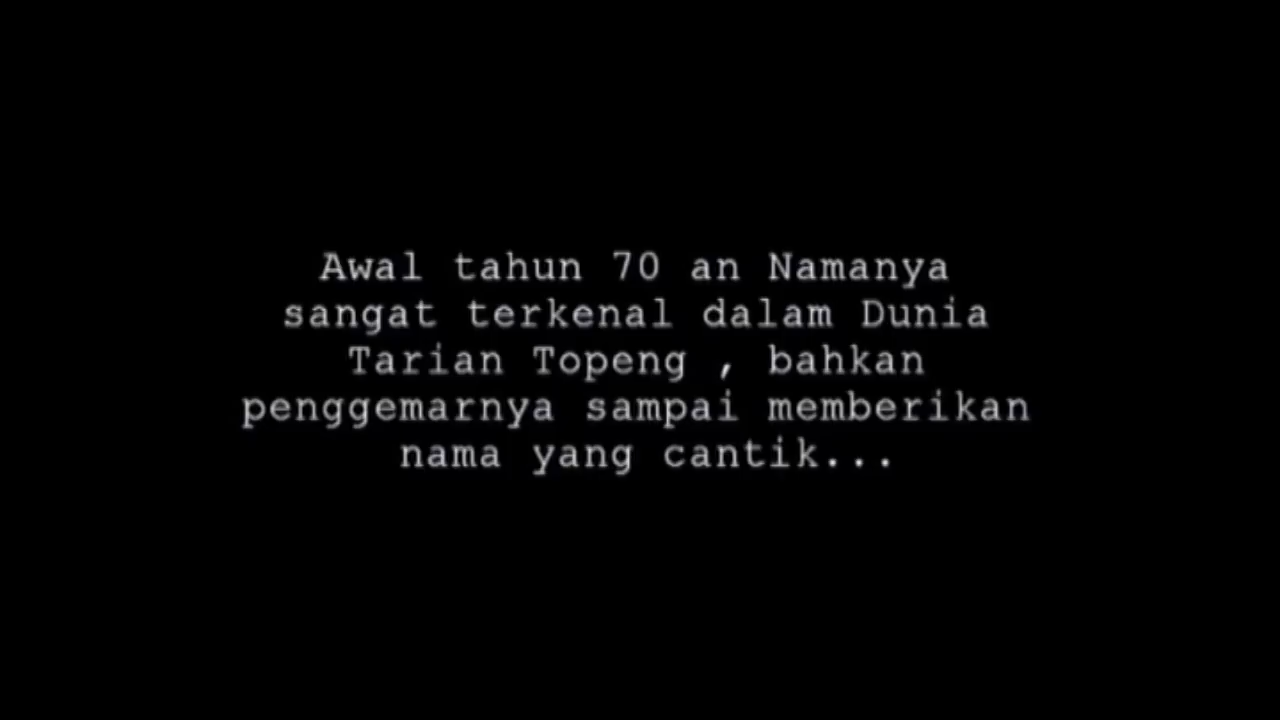 Awal tahun 70 an Namanya
sangat terkenal dalam Dunia
Tarian Topeng , bahkan
penggemarnya sampai memberikan
nama yang cantik...